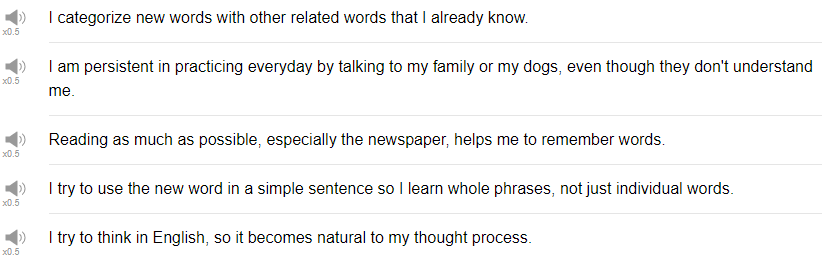 I categorize new words with other related words that I already know.
x0.5
I am persistent in practicing everyday by talking to my family or my dogs, even though they don't understand
me.
x0.5
Reading as much as possible, especially the newspaper, helps me to remember words.
x0.5
I try to use the new word in a simple sentence so I learn whole phrases, not just individual words.
x0.5
I try to think in English, so it becomes natural to my thought process.
x0.5